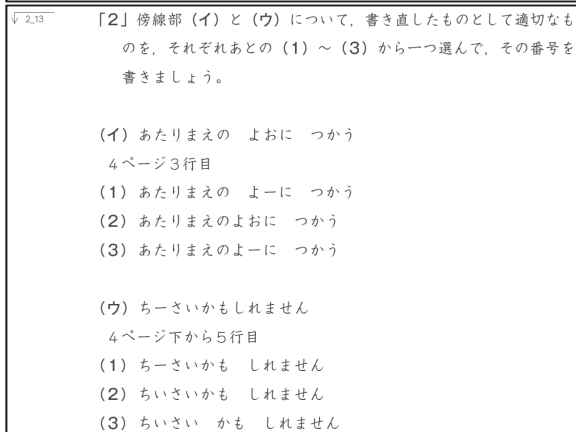 ↓ 2_13
「2」傍線部（イ）と（ウ）について，書き直したものとして適切なも
のを，それぞれあとの（1）～（3）から一つ選んで，その番号を
書きましょう。
（イ）あたりまえの　よおに　つかう
4ページ3行目
（1）あたりまえの　よーに　つかう
（2）あたりまえのよおに　つかう
（3）あたりまえのよーに　つかう
（ウ）ちーさいかもしれません
4ページ下から5行目
（1）ちーさいかも　しれません
（2）ちいさいかも　しれません
（3）ちいさい　かも　しれません